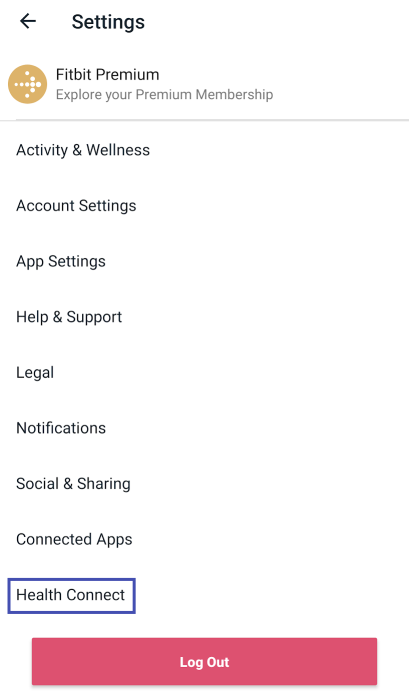 Settings
Fitbit Premium
Explore your Premium Membership
Activity & Wellness
Account Settings
App Settings
Help & Support
Legal
Notifications
Social & Sharing
Connected Apps
Health Connect
Log Out